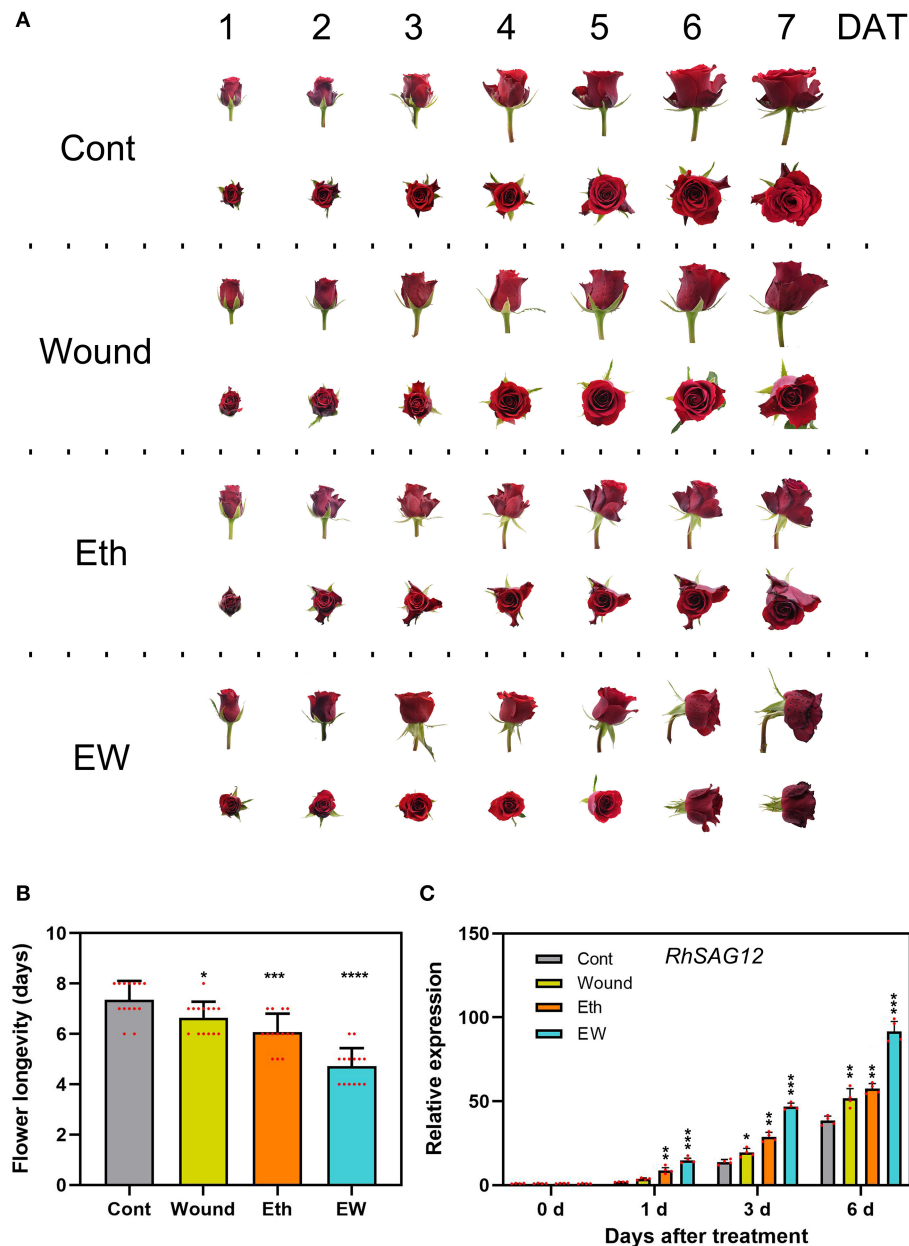 A
1 2 3 4 5 6 7 DAT
Cont
Wound
Eth
EW
B
Flower longevity (days)
10
8
6
4
2
0
* *** ****
Cont Wound Eth EW
C
Relative expression
150
100
50
0
RhSAG12
Cont
Wound
Eth
EW
** *** * ** *** ** ** ***
0 d 1 d 3 d 6 d
Days after treatment